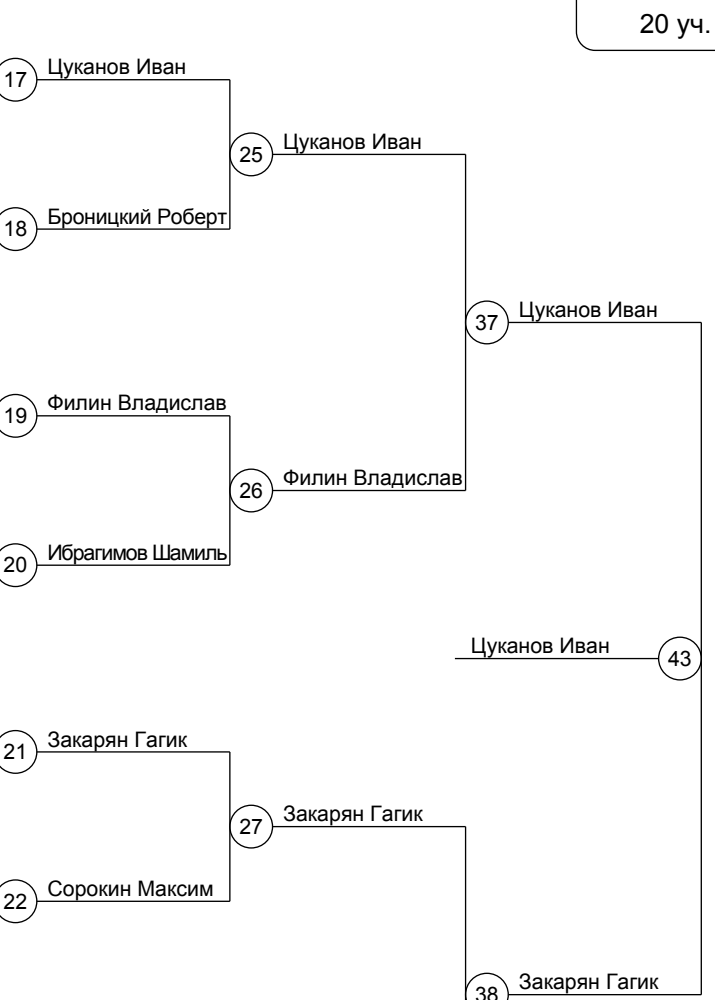 20 уч.
17 Цуканов Иван
25 Цуканов Иван
18 Броницкий Роберт
37 Цуканов Иван
19 Филин Владислав
26 Филин Владислав
20 Ибрагимов Шамиль
Цуканов Иван 43
21 Закарян Гагик
27 Закарян Гагик
22 Сорокин Максим
38 Закарян Гагик